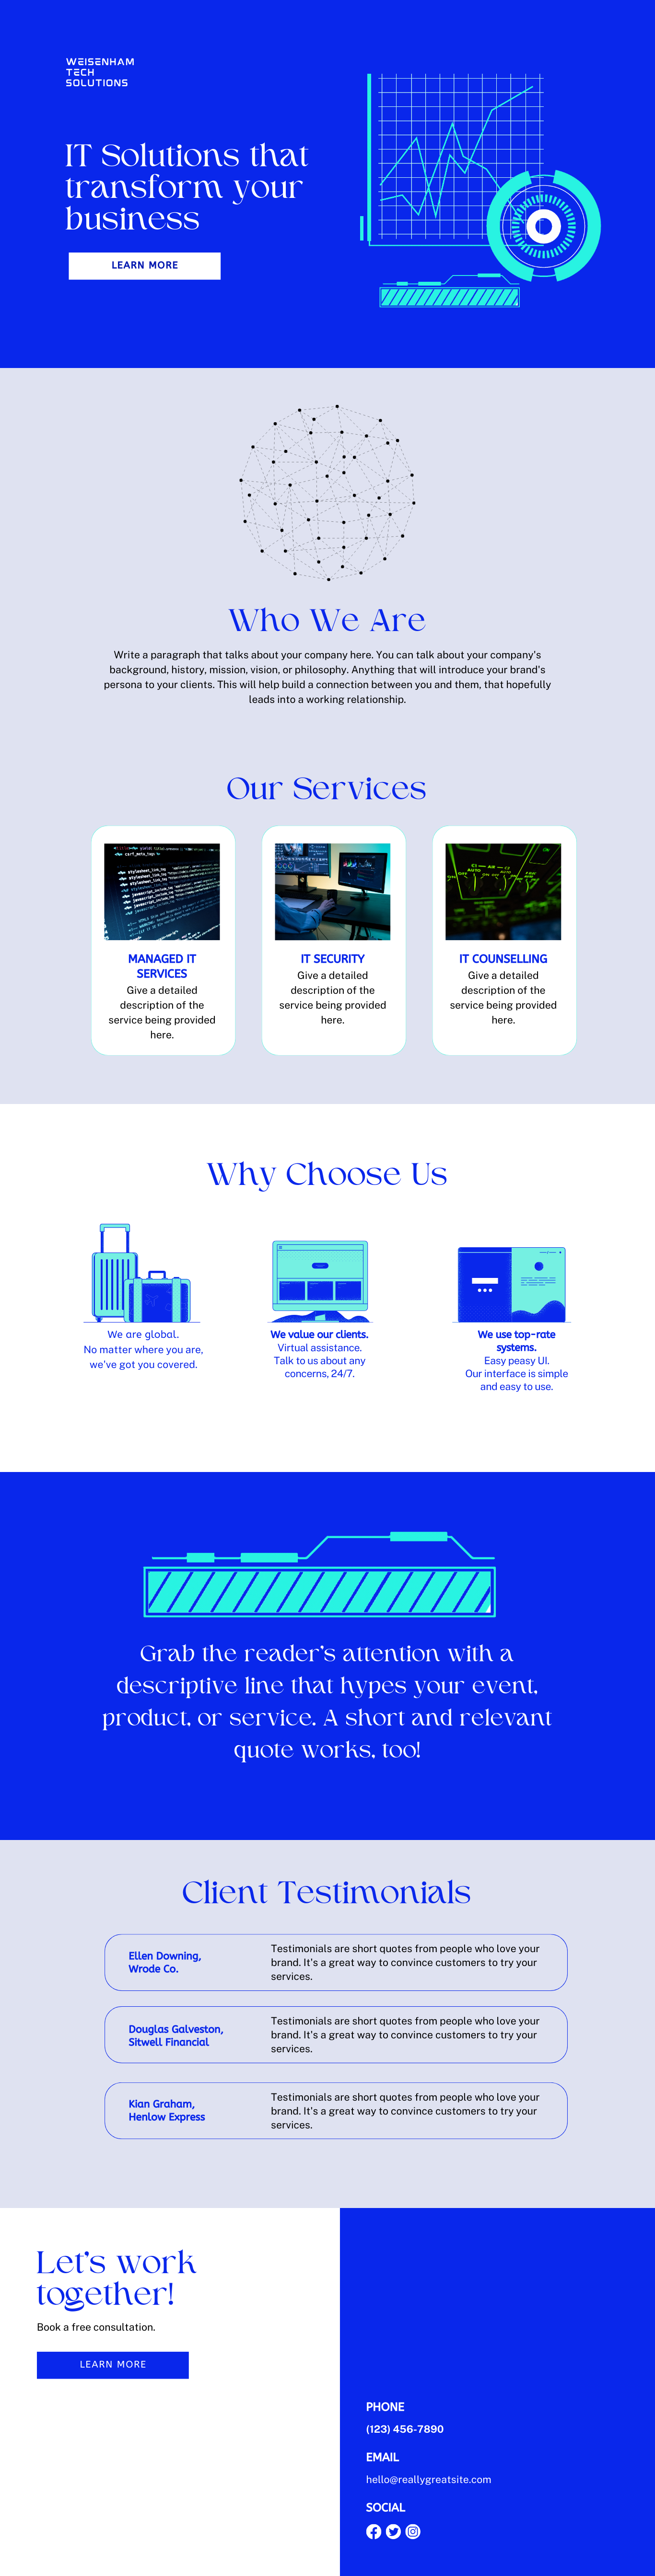 WEISENHAM
TECH
SOLUTIONS
IT Solutions that
transform your
business
LEARN MORE
Who We Are
Write a paragraph that talks about your company here. You can talk about your company's
background, history, mission, vision, or philosophy. Anything that will introduce your brand's
persona to your clients. This will help build a connection between you and them, that hopefully
leads into a working relationship.
Our Services
MANAGED IT
SERVICES
Give a detailed
description of the
service being provided
here.
IT SECURITY
Give a detailed
description of the
service being provided
here.
IT COUNSELLING
Give a detailed
description of the
service being provided
here.
Why Choose Us
We are global.
No matter where you are,
we've got you covered.
We value our clients.
Virtual assistance.
Talk to us about any
concerns, 24/7.
We use top-rate
systems.
Easy peasy UI.
Our interface is simple
and easy to use.
Grab the reader's attention with a
descriptive line that hypes your event,
product, or service. A short and relevant
quote works, too!
Client Testimonials
Ellen Downing,
Wrode Co.
Testimonials are short quotes from people who love your
brand. It's a great way to convince customers to try your
services.
Douglas Galveston,
Sitwell Financial
Testimonials are short quotes from people who love your
brand. It's a great way to convince customers to try your
services.
Kian Graham,
Henlow Express
Testimonials are short quotes from people who love your
brand. It's a great way to convince customers to try your
services.
Let's work
together!
Book a free consultation.
LEARN MORE
PHONE
(123) 456-7890
EMAIL
hello@reallygreatsite.com
SOCIAL